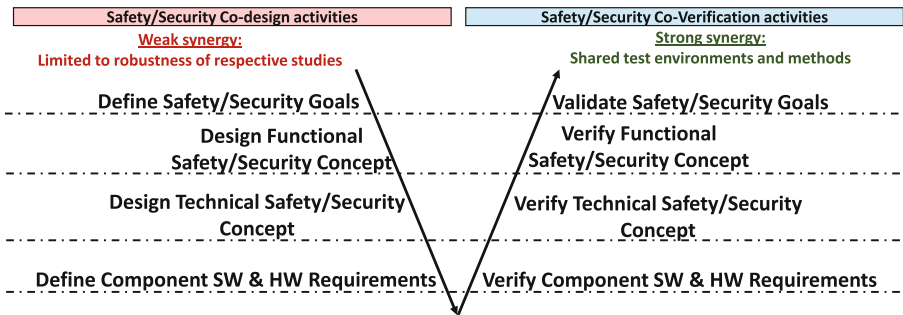 Safety/Security Co-design activities
Weak synergy:
Limited to robustness of respective studies
Define Safety/Security Goals
Design Functional
Safety/Security Concept
Design Technical Safety/Security
Concept
Define Component SW & HW Requirements
Safety/Security Co-Verification activities
Strong synergy:
Shared test environments and methods
Validate Safety/Security Goals
Verify Functional
Safety/Security Concept
Verify Technical Safety/Security
Concept
Verify Component SW & HW Requirements